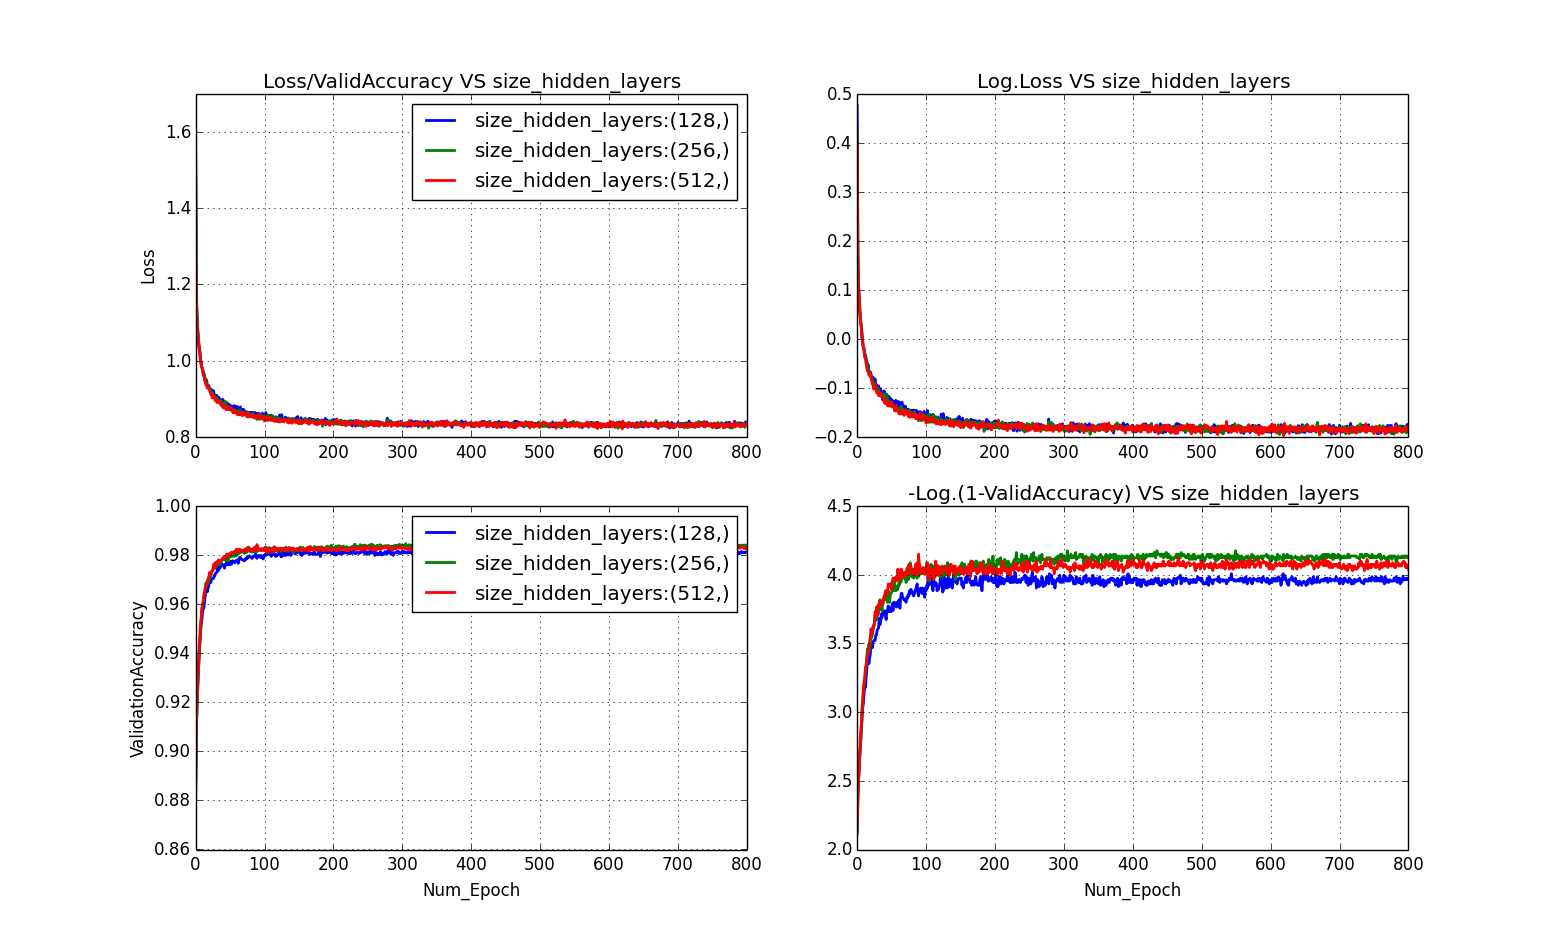 Loss/ValidAccuracy VS size_hidden_layers
1.6
1.4
1.2
1.0
0.8
Loss
size_hidden_layers:(128,)
size_hidden_layers:(256,)
size_hidden_layers:(512,)
0 100 200 300 400 500 600 700 800
Log.Loss VS size_hidden_layers
0.5
0.4
0.3
0.2
0.1
0.0
−0.1
−0.2
0 100 200 300 400 500 600 700 800
1.00
0.98
0.96
0.94
0.92
0.90
0.88
0.86
ValidationAccuracy
size_hidden_layers:(128,)
size_hidden_layers:(256,)
size_hidden_layers:(512,)
0 100 200 300 400 500 600 700 800
Num_Epoch
-Log.(1-ValidAccuracy) VS size_hidden_layers
4.5
4.0
3.5
3.0
2.5
2.0
0 100 200 300 400 500 600 700 800
Num_Epoch